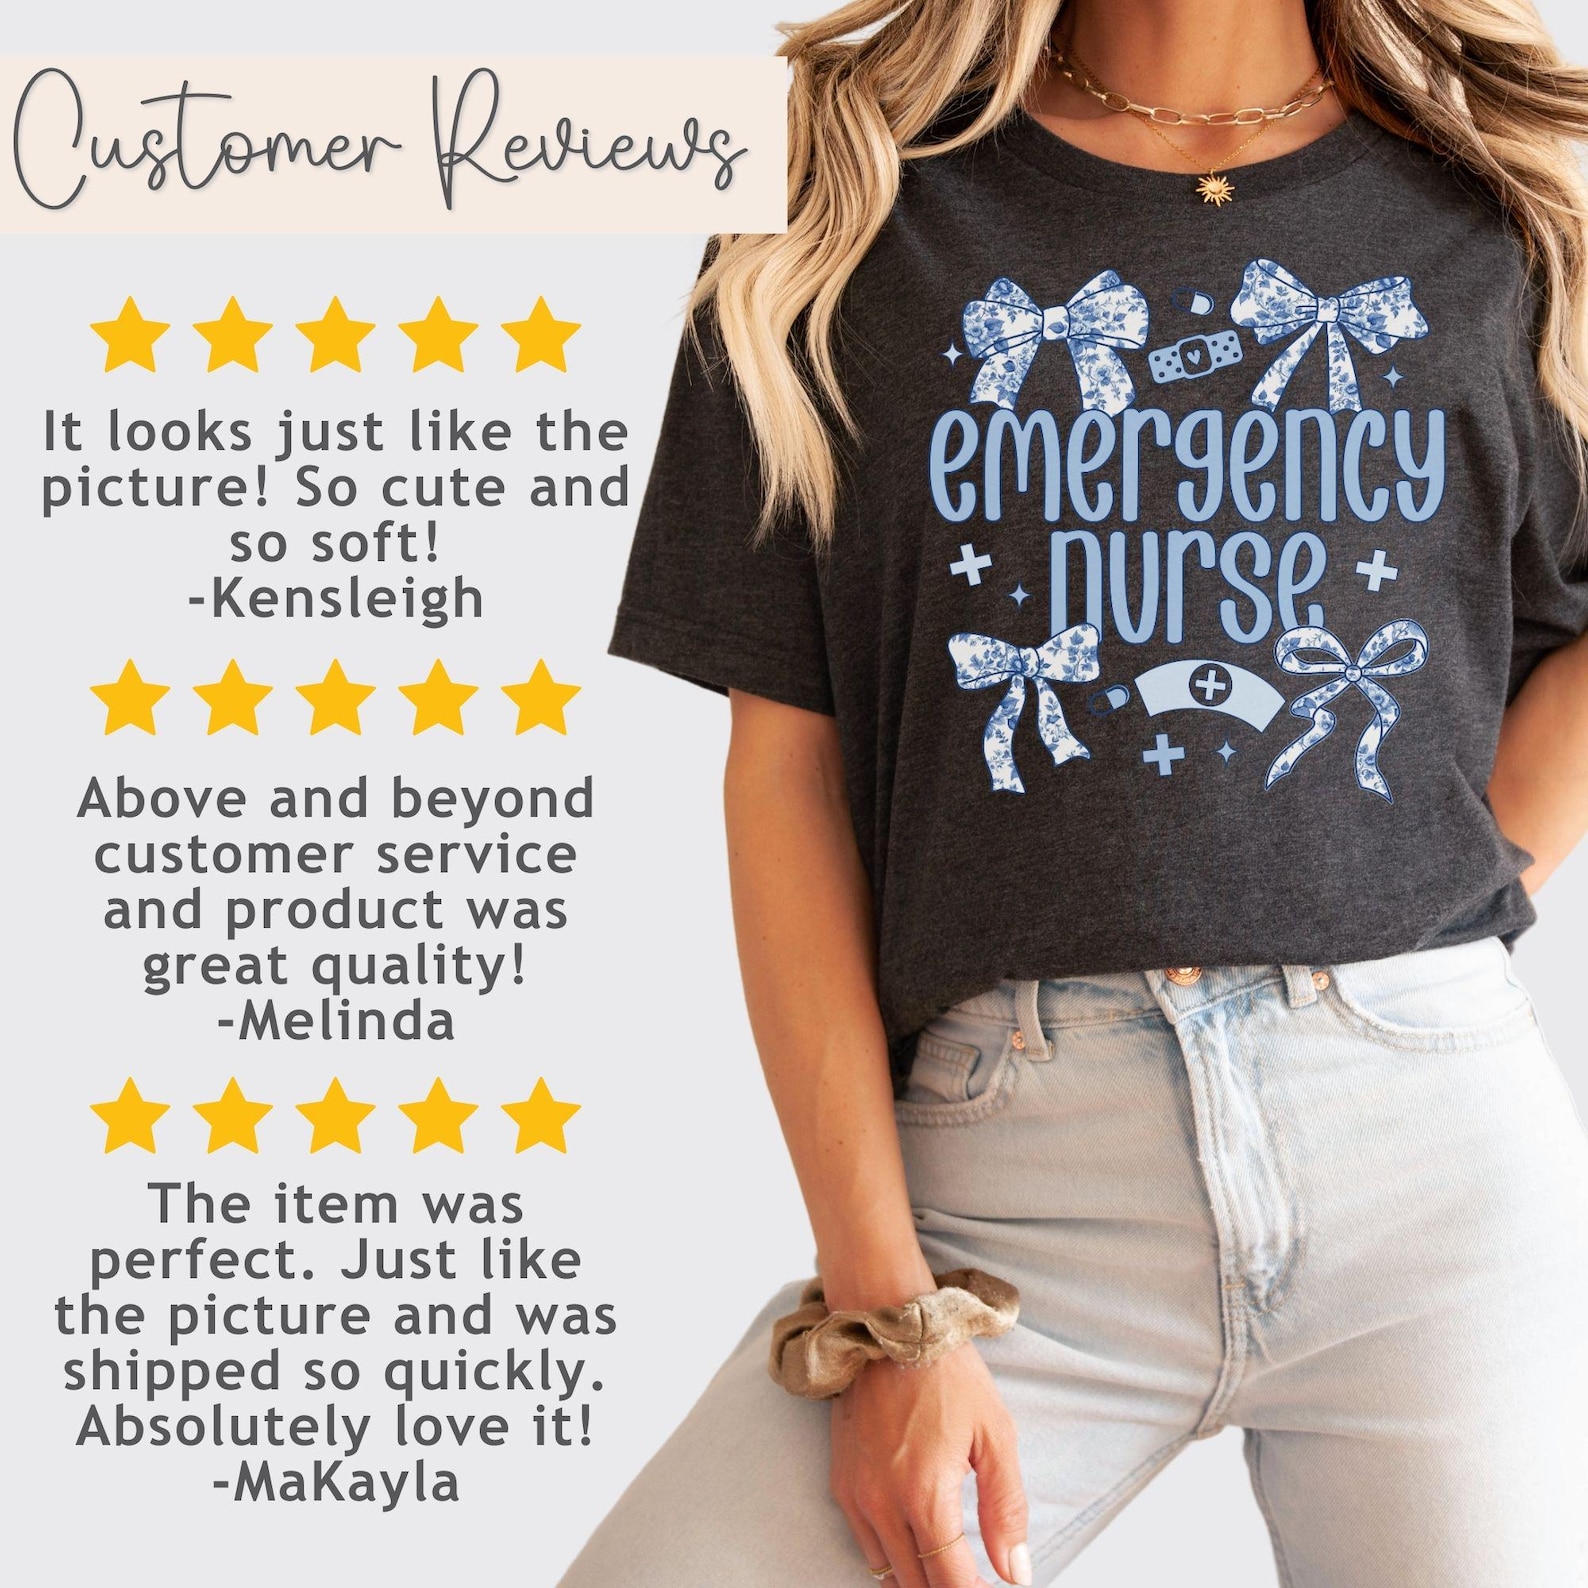 Customer Reviews
It looks just like the
picture! So cute and
so soft!
-Kensleigh
Above and beyond
customer service
and product was
great quality!
-Melinda
The item was
perfect. Just like
the picture and was
shipped so quickly.
Absolutely love it!
-MaKayla
emergency
nurse